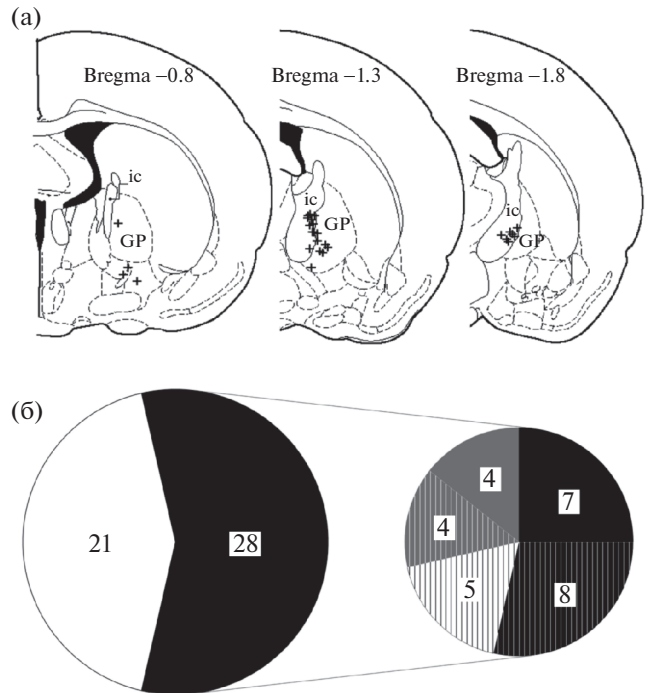 (а)
Bregma –0.8 Bregma –1.3 Bregma –1.8
ic
ic
ic
GP
GP
GP
(б)
4
7
4
21
28
5
8